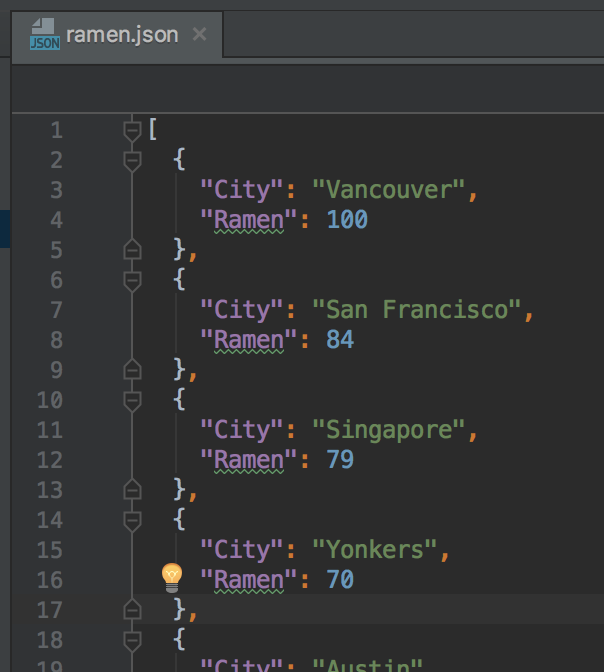 JSON ramen.json ×
1 [
2 {
3 "City": "Vancouver",
4 "Ramen": 100
5 },
6 {
7 "City": "San Francisco",
8 "Ramen": 84
9 },
10 {
11 "City": "Singapore",
12 "Ramen": 79
13 },
14 {
15 "City": "Yonkers",
16 "Ramen": 70
17 },
18 {
19 "City": "Austin"